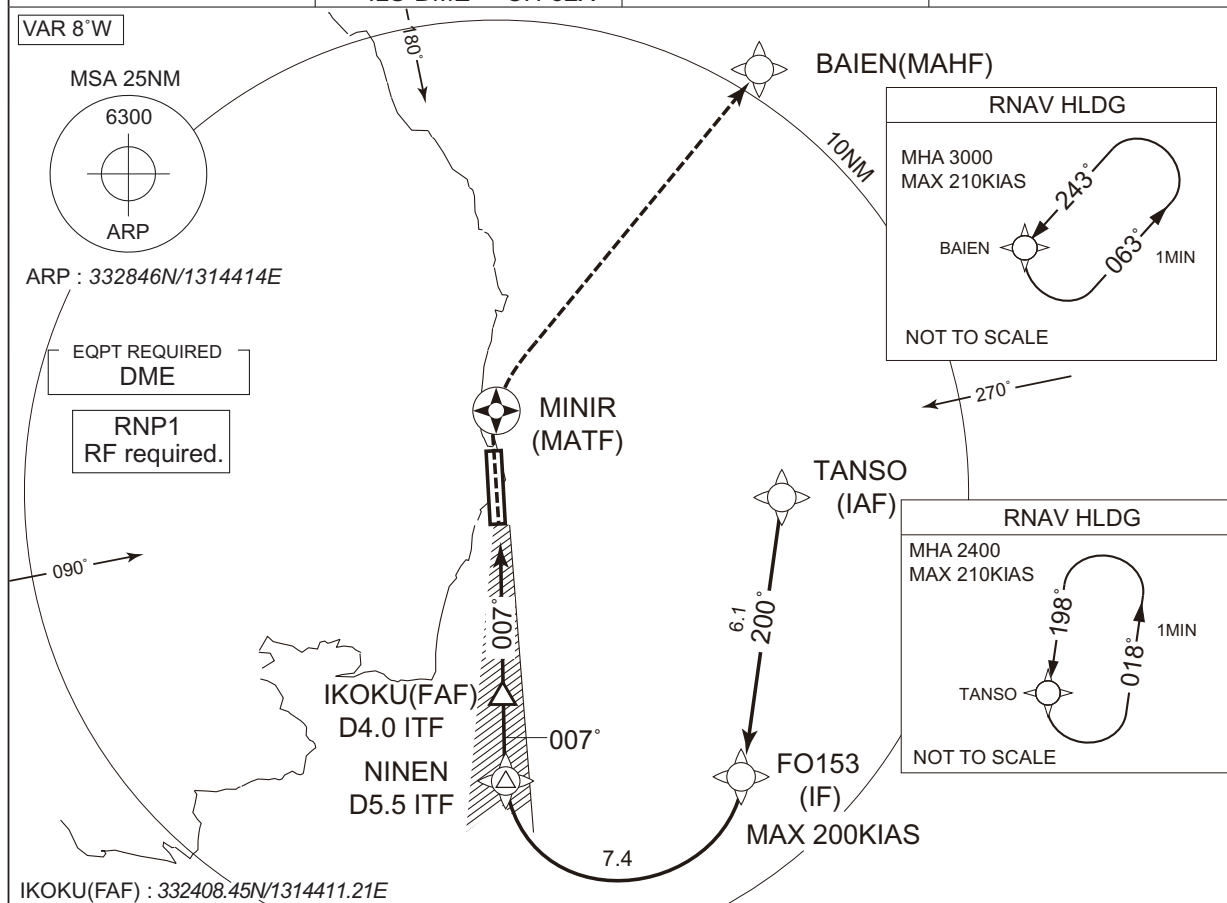 VAR 8°W
MSA 25NM
6300
ARP
ARP : 332846N/1314414E
EQPT REQUIRED
DME
RNP1
RF required.
180°
BAIEN(MAHF)
10NM
RNAV HLDG
MHA 3000
MAX 210KIAS
243°
063°
1MIN
BAIEN
NOT TO SCALE
270°
MINIR
(MATF)
TANSO
(IAF)
090°
6.1
200°
007°
RNAV HLDG
MHA 2400
MAX 210KIAS
198°
018°
1MIN
TANSO
NOT TO SCALE
IKOKU(FAF)
D4.0 ITF
007°
NINEN
D5.5 ITF
FO153
(IF)
MAX 200KIAS
7.4
IKOKU(FAF) : 332408.45N/1314411.21E